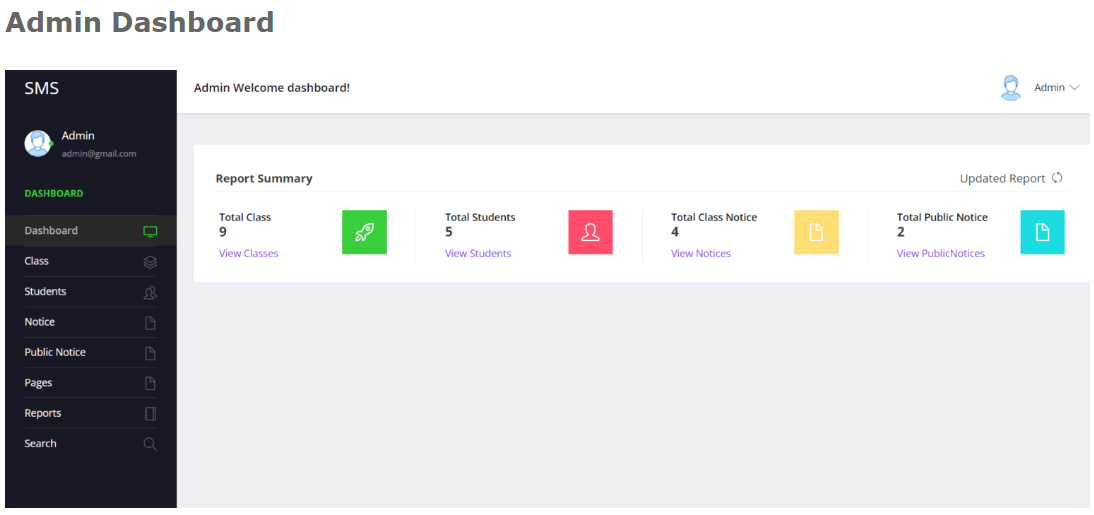 Admin Dashboard
SMS
Admin Welcome dashboard!
Admin
Admin
admin@gmail.com
DASHBOARD
Dashboard
Class
Students
Notice
Public Notice
Pages
Reports
Search
Report Summary
Updated Report
Total Class
9
View Classes
Total Students
5
View Students
Total Class Notice
4
View Notices
Total Public Notice
2
View PublicNotices